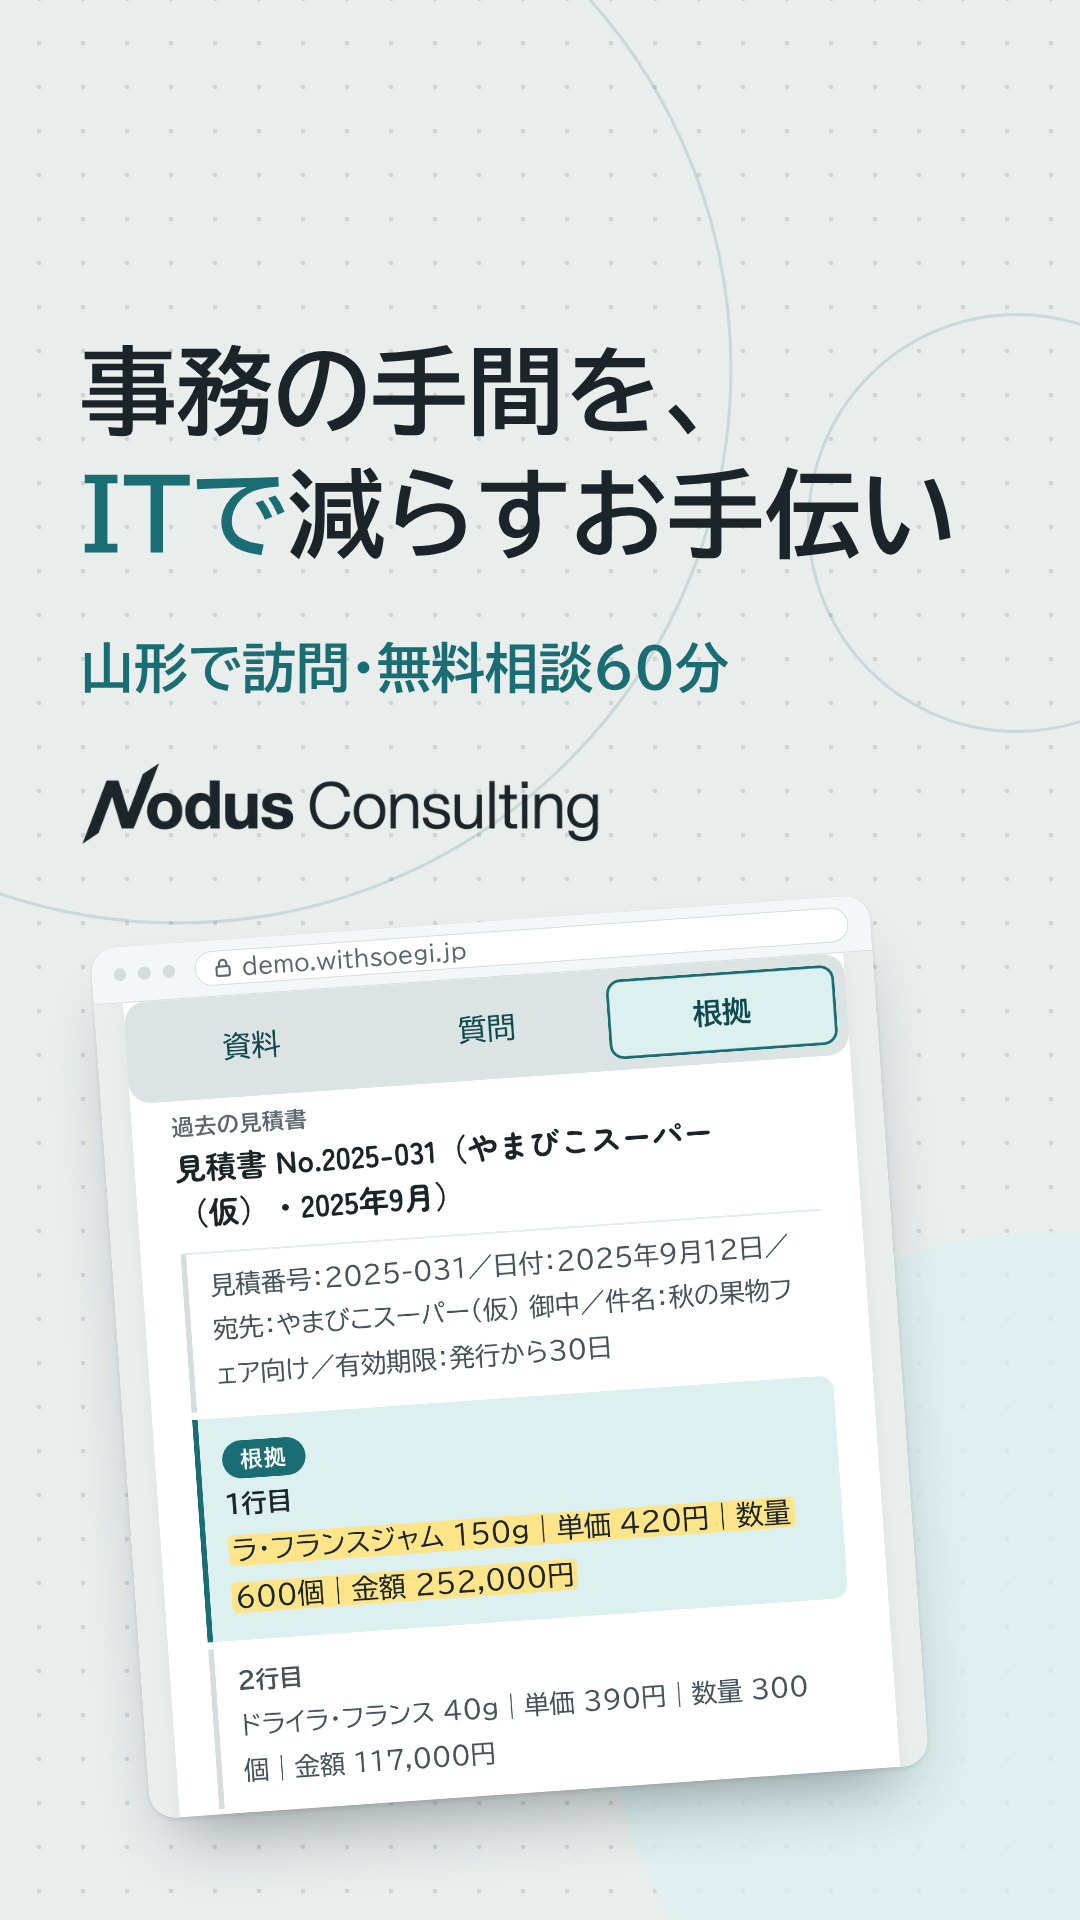 事務の手間を、
ITで減らすお手伝い
山形で訪問・無料相談60分
Nodus Consulting
demo.withsoegi.jp
資料
質問
根拠
過去の見積書
見積書 No.2025-031（やまびこスーパー
（仮）・2025年9月）
見積番号：2025-031／日付：2025年9月12日／
宛先：やまびこスーパー（仮） 御中／件名：秋の果物フ
ェア向け／有効期限：発行から30日
根拠
1行目
ラ・フランスジャム 150g｜単価 420円｜数量
600個｜金額 252,000円
2行目
ドライラ・フランス 40g｜単価 390円｜数量 300
個｜金額 117,000円